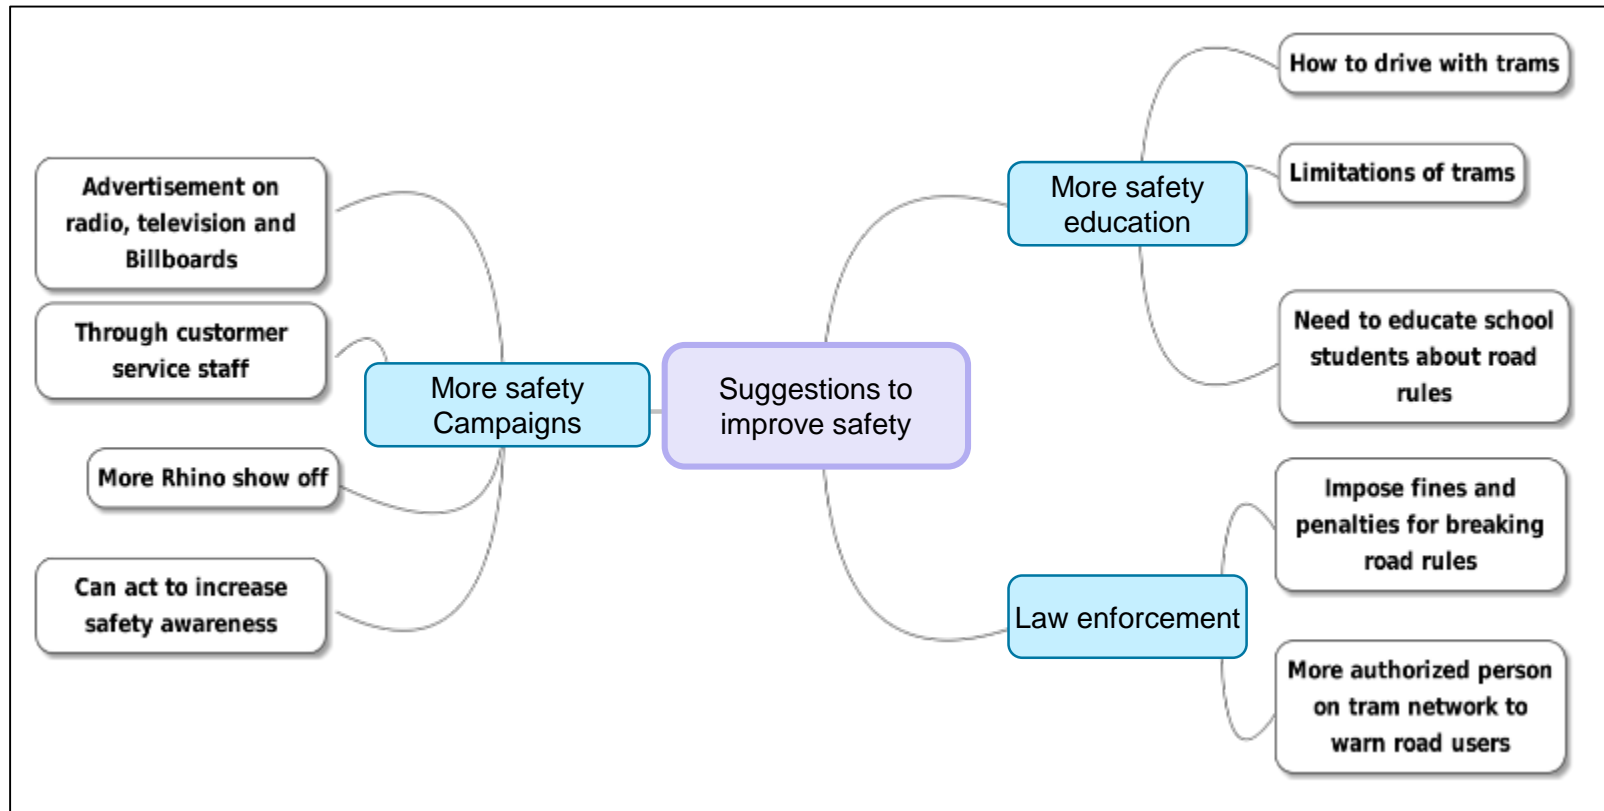 Suggestions to
improve safety
More safety
Campaigns
Advertisement on
radio, television and
Billboards
Through custormer
service staff
More Rhino show off
Can act to increase
safety awareness
More safety
education
How to drive with trams
Limitations of trams
Need to educate school
students about road
rules
Law enforcement
Impose fines and
penalties for breaking
road rules
More authorized person
on tram network to
warn road users